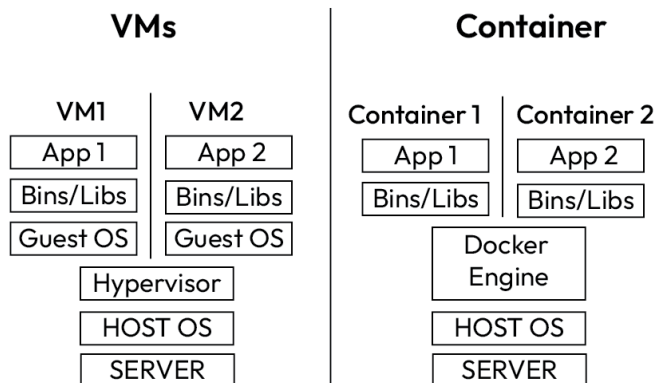 VMs
VM1
VM2
App 1
App 2
Bins/Libs
Bins/Libs
Guest OS
Guest OS
Hypervisor
HOST OS
SERVER
Container
Container 1
Container 2
App 1
App 2
Bins/Libs
Bins/Libs
Docker
Engine
HOST OS
SERVER